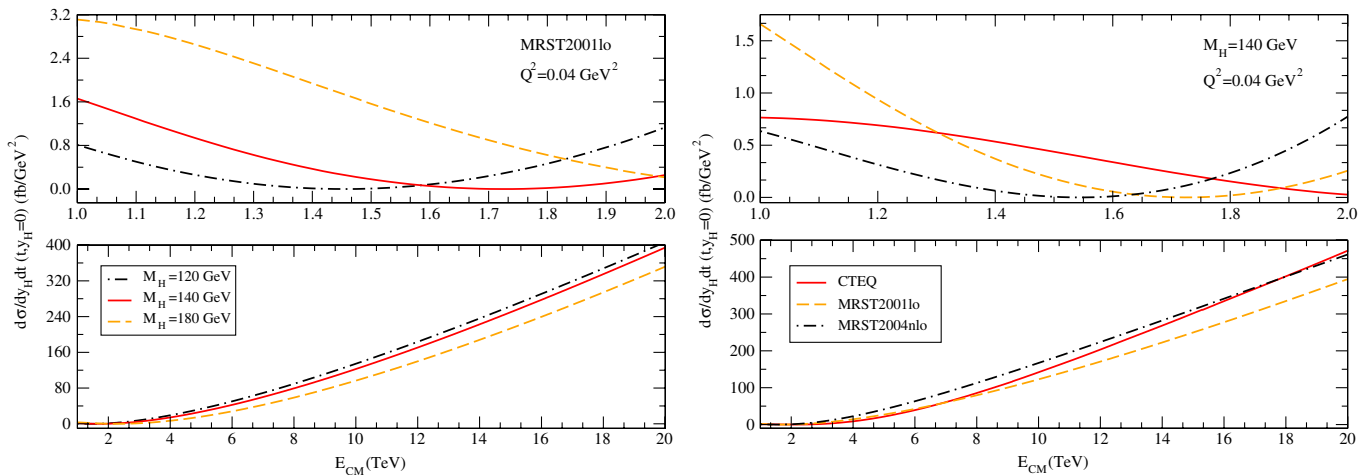 3.2
2.4
1.6
0.8
0.0
MRST2001lo
Q²=0.04 GeV²
1.0 1.1 1.2 1.3 1.4 1.5 1.6 1.7 1.8 1.9 2.0
400
320
240
160
80
0
M_H=120 GeV
M_H=140 GeV
M_H=180 GeV
2 4 6 8 10 12 14 16 18 20
E_CM(TeV)
dσ/dy_Hdt (t,y_H=0) (fb/GeV²)
1.5
1.0
0.5
0.0
M_H=140 GeV
Q²=0.04 GeV²
1.0 1.2 1.4 1.6 1.8 2.0
500
400
300
200
100
0
CTEQ
MRST2001lo
MRST2004nlo
2 4 6 8 10 12 14 16 18 20
E_CM(TeV)
dσ/dy_Hdt (t,y_H=0) (fb/GeV²)